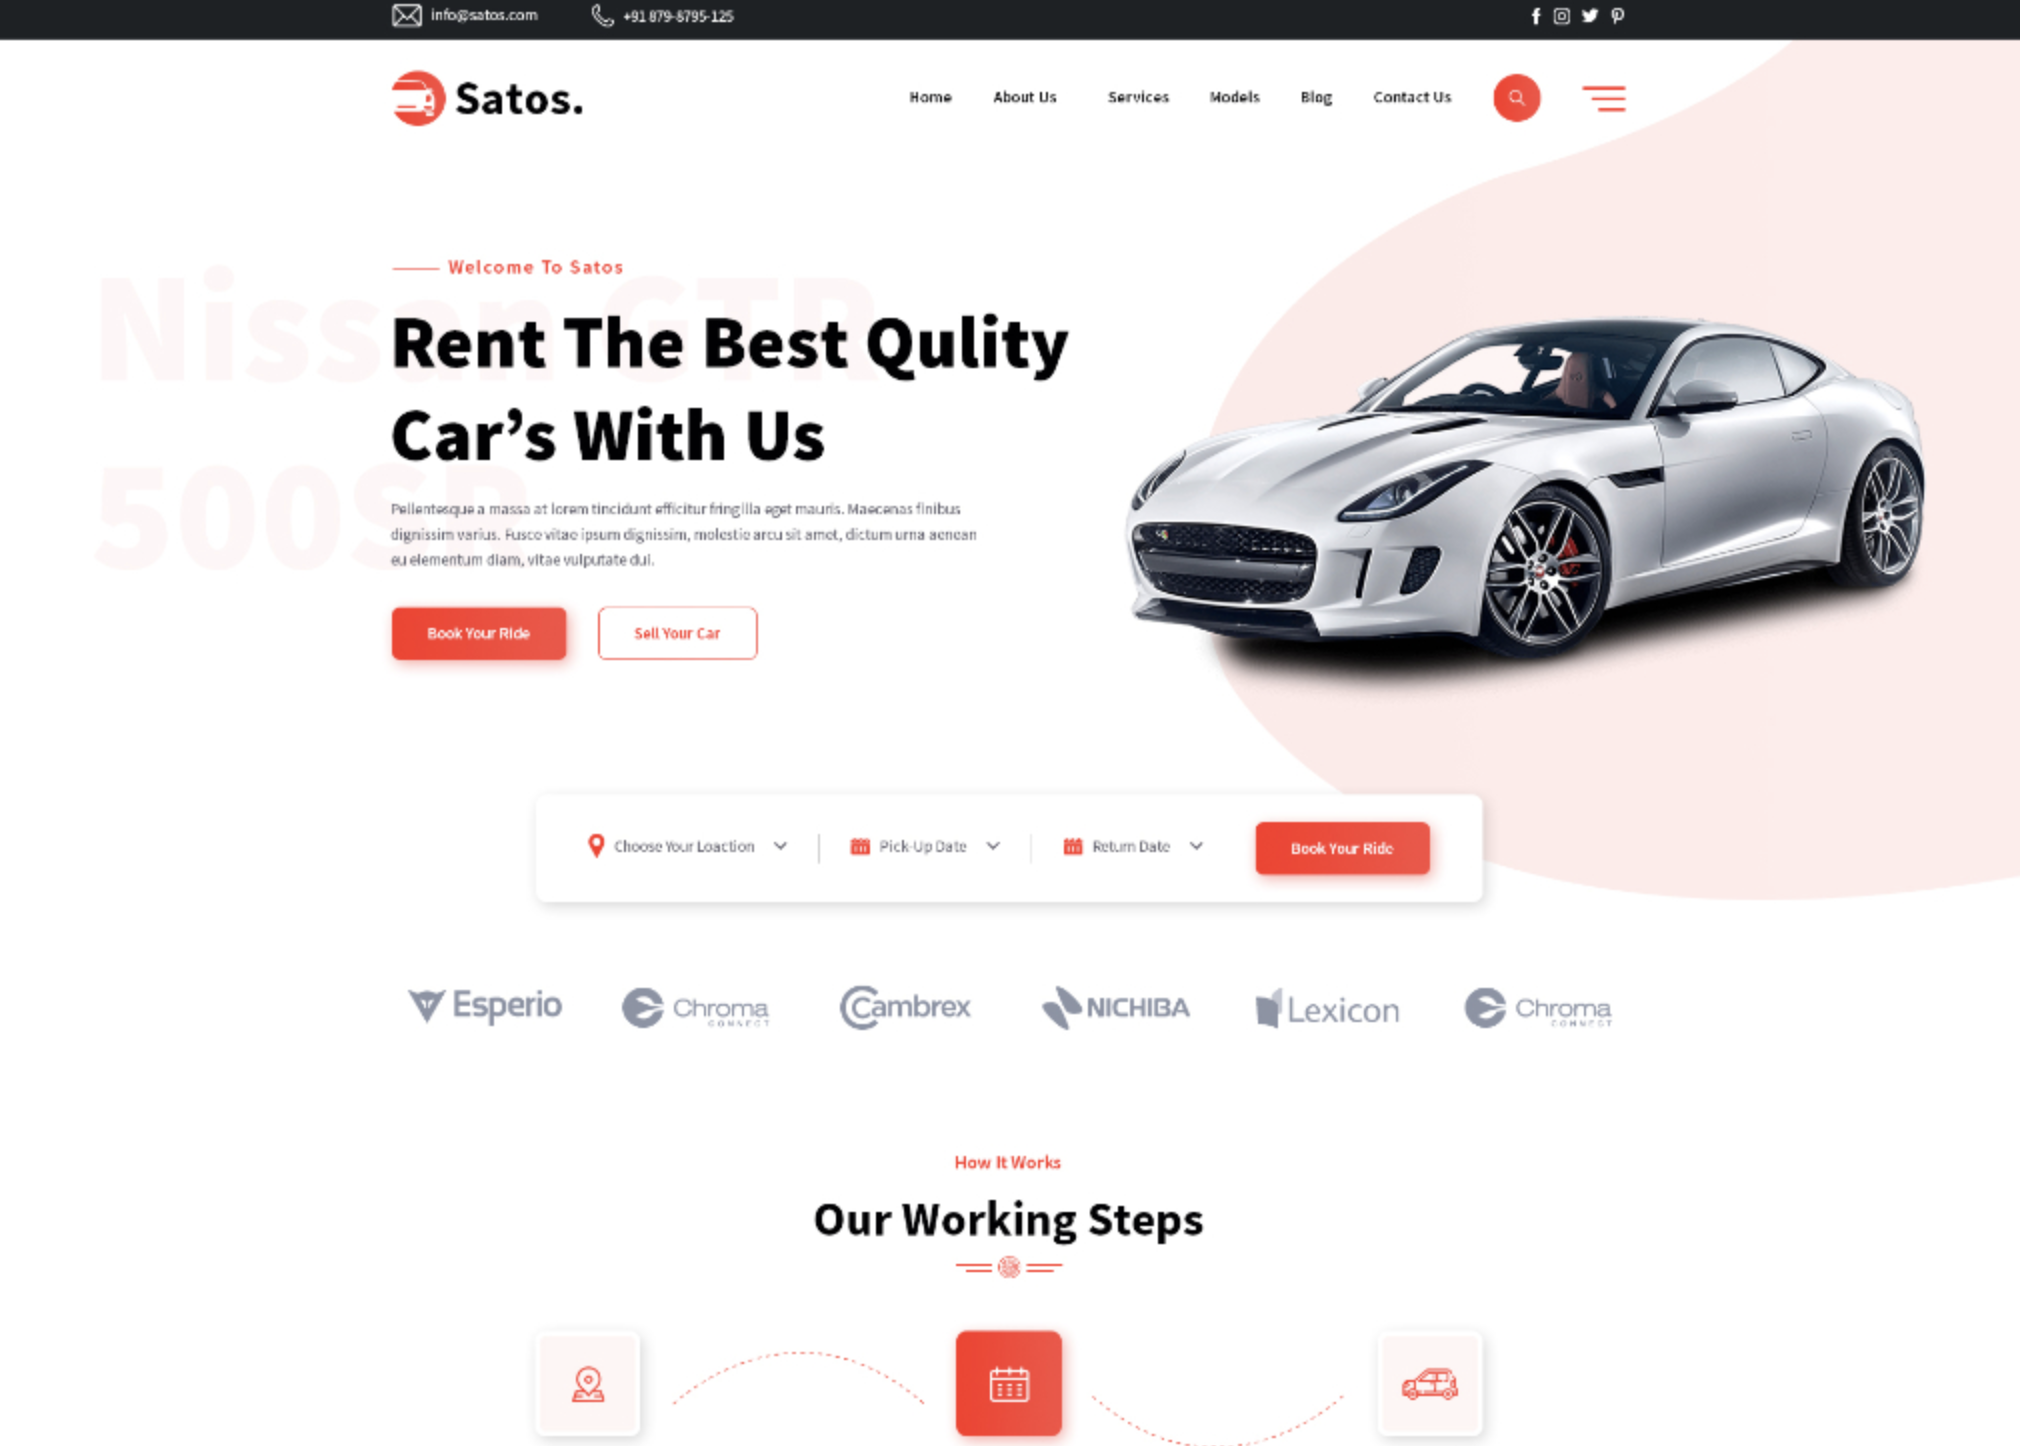 info@satos.com
+91 879-8795-125
Satos.
Home About Us Services Models Blog Contact Us
Nissan GTR
500SR
Welcome To Satos
Rent The Best Qulity
Car’s With Us
Pellentesque a massa at lorem tincidunt efficitur fringilla eget mauris. Maecenas finibus
dignissim varius. Fusce vitae ipsum dignissim, molestie arcu sit amet, dictum urna aenean
eu elementum diam, vitae vulputate dui.
Book Your Ride Sell Your Car
Choose Your Loaction Pick-Up Date Return Date Book Your Ride
Esperio
Chroma
CONNECT
Cambrex
NICHIBA
Lexicon
Chroma
CONNECT
How It Works
Our Working Steps